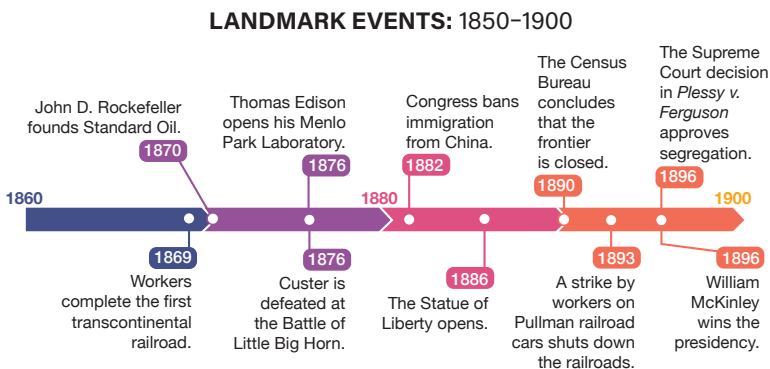 LANDMARK EVENTS: 1850–1900
John D. Rockefeller
founds Standard Oil.
1870
Thomas Edison
opens his Menlo
Park Laboratory.
1876
Congress bans
immigration
from China.
1882
The Census
Bureau
concludes
that the
frontier
is closed.
1890
The Supreme
Court decision
in Plessy v.
Ferguson
approves
segregation.
1896
1860
1880
1900
1869
Workers
complete the first
transcontinental
railroad.
1876
Custer is
defeated at
the Battle of
Little Big Horn.
1886
The Statue of
Liberty opens.
1893
A strike by
workers on
Pullman railroad
cars shuts down
the railroads.
1896
William
McKinley
wins the
presidency.